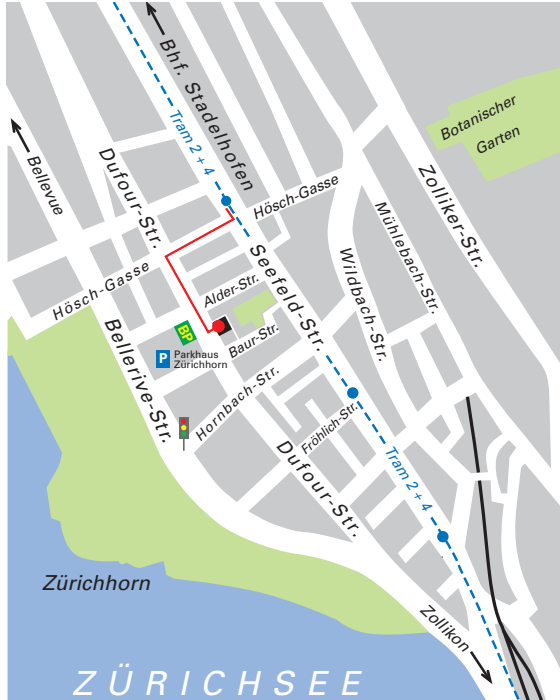 Bhf. Stadelhofen
Tram 2 + 4
Botanischer
Garten
Bellevue
Dufour-Str.
Zolliker-Str.
Hösch-Gasse
Mühlebach-Str.
Wildbach-Str.
Seefeld-Str.
Hösch-Gasse
Alder-Str.
BP
Baur-Str.
P
Parkhaus
Zürichhorn
Bellerive-Str.
Hornbach-Str.
Fröhlich-Str.
Dufour-Str.
Tram 2 + 4
Zürichhorn
Zollikon
ZÜRICHSEE